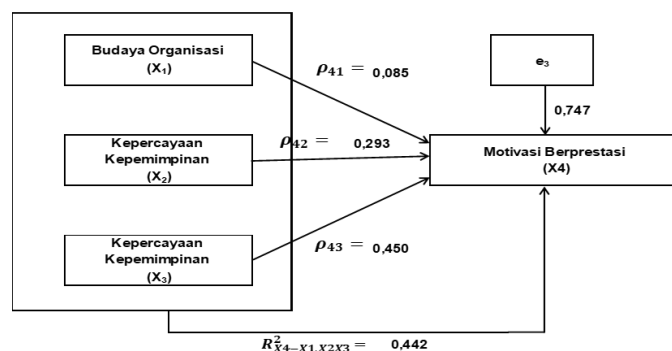 Budaya Organisasi
(X₁)
ρ₄₁ = 0,085
e₃
0,747
Kepercayaan
Kepemimpinan
(X₂)
ρ₄₂ = 0,293
Motivasi Berprestasi
(X4)
Kepercayaan
Kepemimpinan
(X₃)
ρ₄₃ = 0,450
R²X4−X1,X2X3 = 0,442